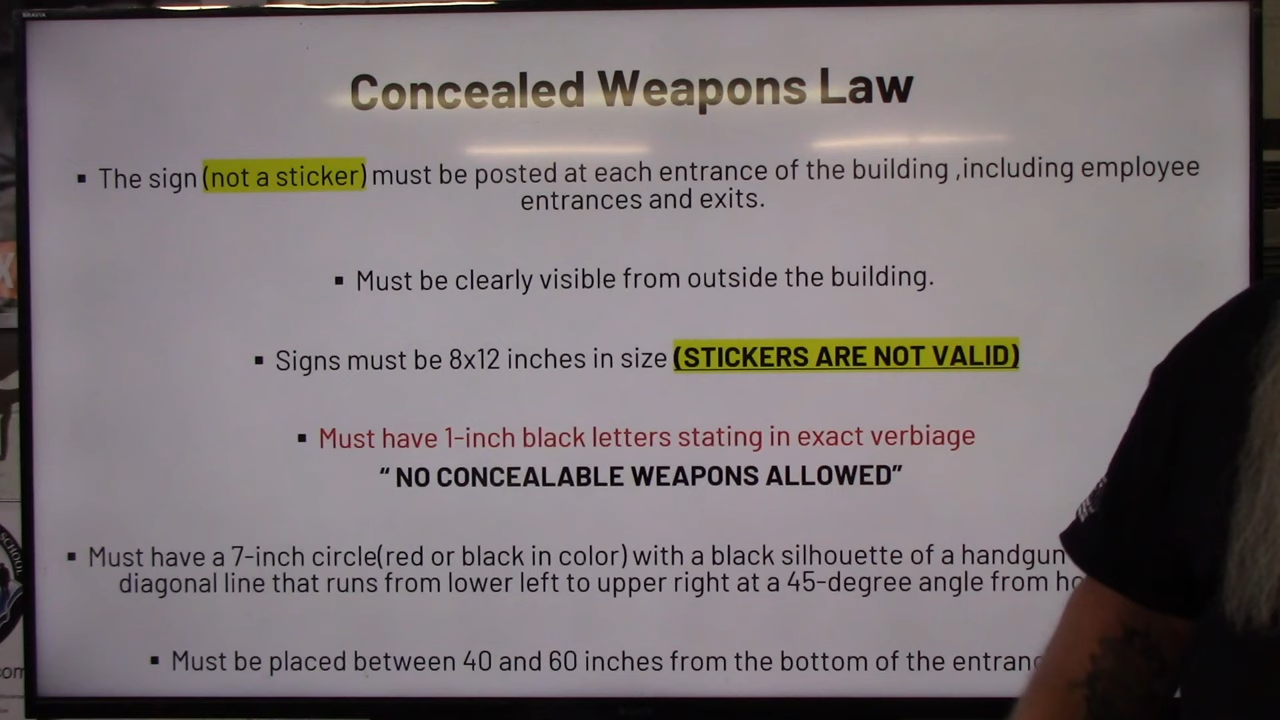 BRAVIA
Concealed Weapons Law
▪ The sign (not a sticker) must be posted at each entrance of the building ,including employee
entrances and exits.
▪ Must be clearly visible from outside the building.
▪ Signs must be 8x12 inches in size (STICKERS ARE NOT VALID)
▪ Must have 1-inch black letters stating in exact verbiage
“ NO CONCEALABLE WEAPONS ALLOWED”
▪ Must have a 7-inch circle(red or black in color) with a black silhouette of a handgun
diagonal line that runs from lower left to upper right at a 45-degree angle from
▪ Must be placed between 40 and 60 inches from the bottom of the
SCHOOL